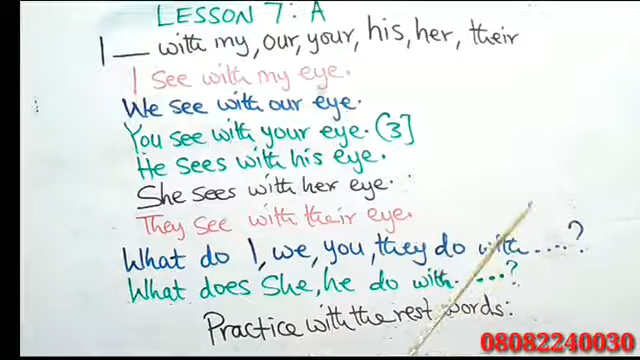 LESSON 7: A
I __ with my, our, your, his, her, their
I see with my eye.
We see with our eye.
You see with your eye. (3]
He sees with his eye.
She sees with her eye.
They see with their eye.
What do I, we, you, they do with ....?
What does She, he do with ....?
Practice with the rest words:
08082240030